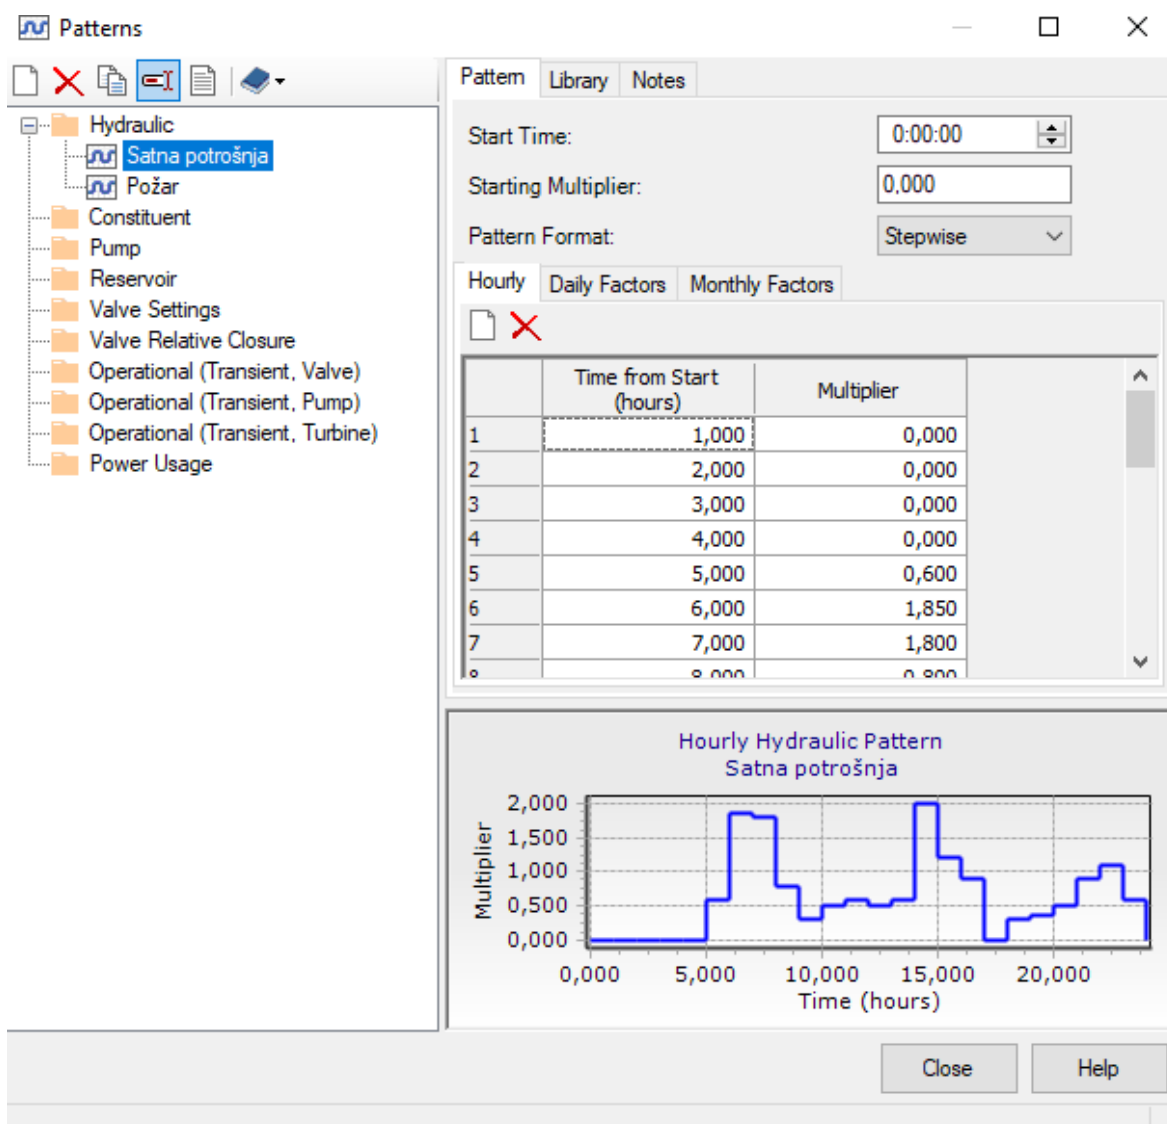 Patterns
Hydraulic
Satna potrošnja
Požar
Constituent
Pump
Reservoir
Valve Settings
Valve Relative Closure
Operational (Transient, Valve)
Operational (Transient, Pump)
Operational (Transient, Turbine)
Power Usage
Pattern Library Notes
Start Time: 0:00:00
Starting Multiplier: 0,000
Pattern Format: Stepwise
Hourly Daily Factors Monthly Factors
Time from Start (hours) Multiplier
1 1,000 0,000
2 2,000 0,000
3 3,000 0,000
4 4,000 0,000
5 5,000 0,600
6 6,000 1,850
7 7,000 1,800
8 8,000 0,800
Hourly Hydraulic Pattern
Satna potrošnja
Multiplier
2,000
1,500
1,000
0,500
0,000
0,000 5,000 10,000 15,000 20,000
Time (hours)
Close Help